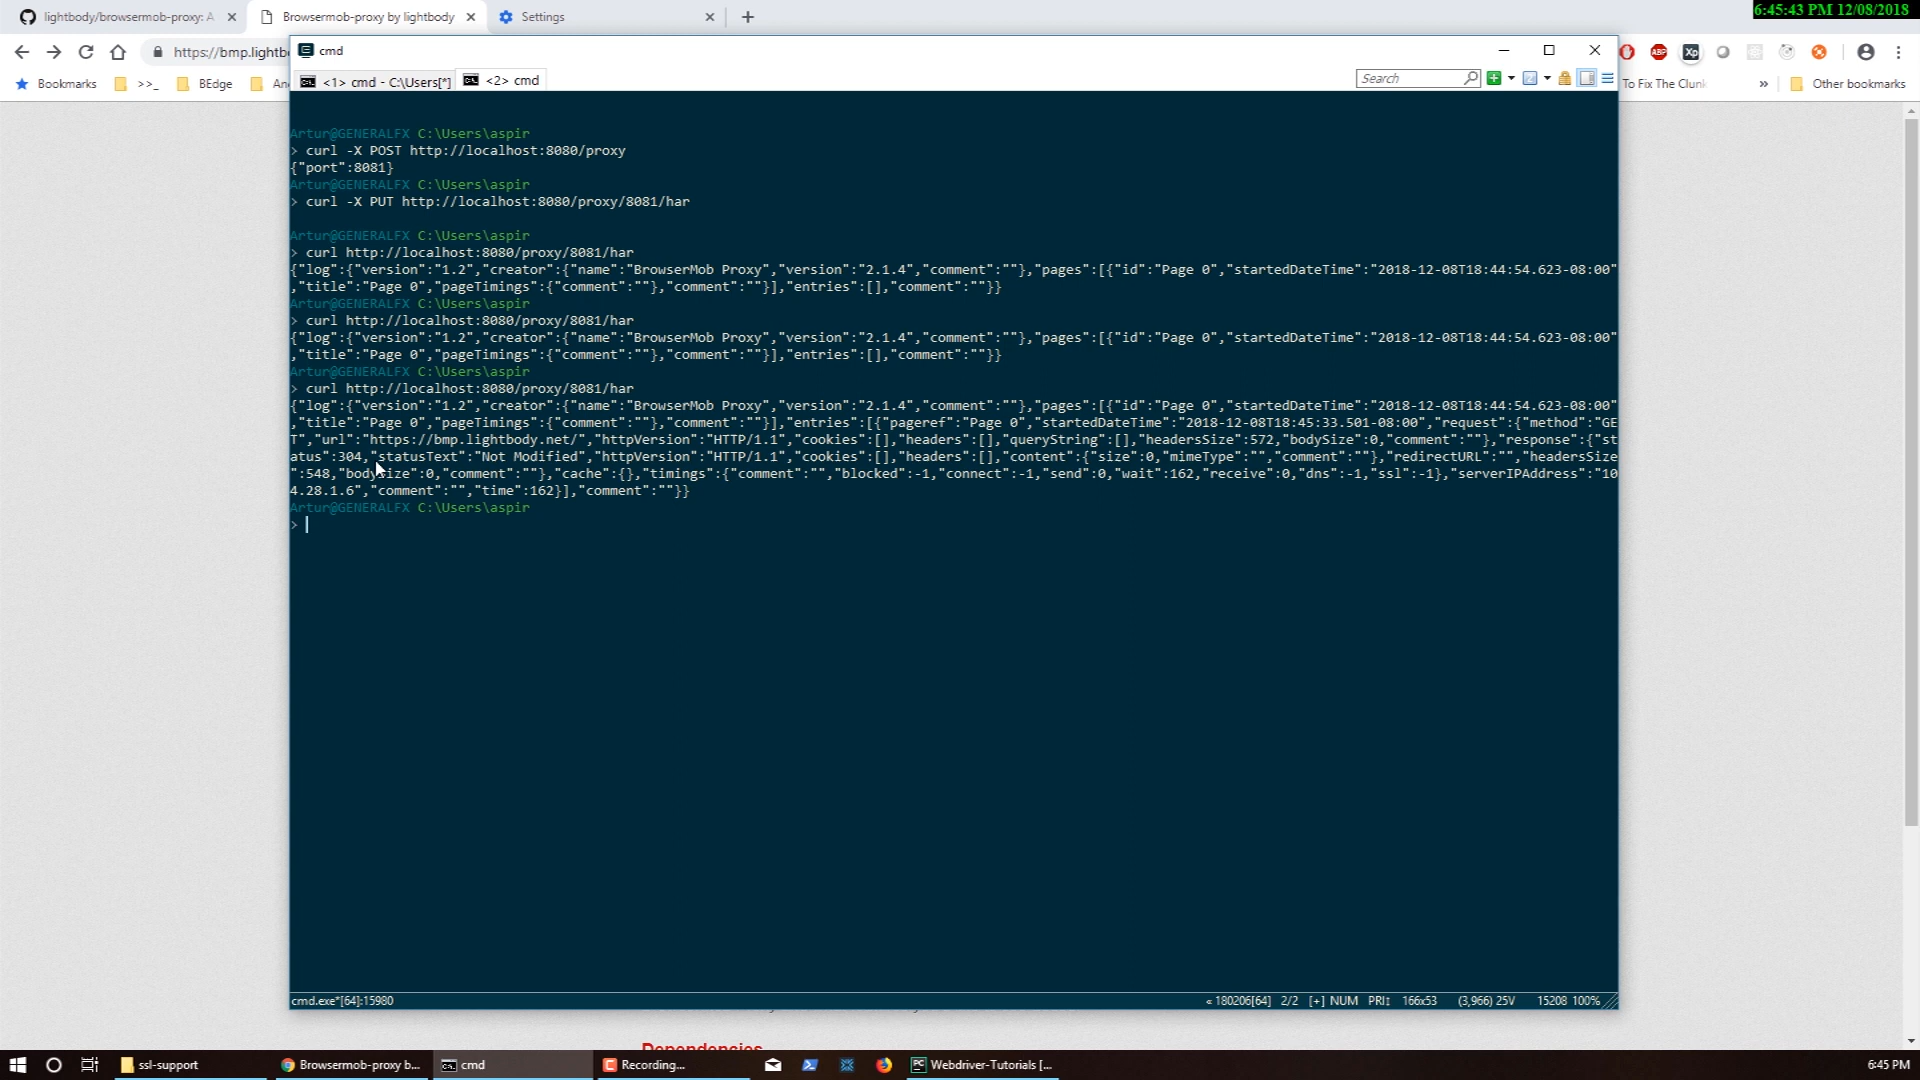 lightbody/browsermob-proxy: A
Browsermob-proxy by lightbody
Settings
6:45:43 PM 12/08/2018
https://bmp.lightb
cmd
ABP
Xp
Bookmarks
>>_
BEdge
An
<1> cmd - C:\Users[*]
<2> cmd
Search
To Fix The Clunk
»
Other bookmarks
Artur@GENERALFX C:\Users\aspir
> curl -X POST http://localhost:8080/proxy
{"port":8081}
Artur@GENERALFX C:\Users\aspir
> curl -X PUT http://localhost:8080/proxy/8081/har
Artur@GENERALFX C:\Users\aspir
> curl http://localhost:8080/proxy/8081/har
{"log":{"version":"1.2","creator":{"name":"BrowserMob Proxy","version":"2.1.4","comment":""},"pages":[{"id":"Page 0","startedDateTime":"2018-12-08T18:44:54.623-08:00"
,"title":"Page 0","pageTimings":{"comment":""},"comment":""}],"entries":[],"comment":""}}
Artur@GENERALFX C:\Users\aspir
> curl http://localhost:8080/proxy/8081/har
{"log":{"version":"1.2","creator":{"name":"BrowserMob Proxy","version":"2.1.4","comment":""},"pages":[{"id":"Page 0","startedDateTime":"2018-12-08T18:44:54.623-08:00"
,"title":"Page 0","pageTimings":{"comment":""},"comment":""}],"entries":[],"comment":""}}
Artur@GENERALFX C:\Users\aspir
> curl http://localhost:8080/proxy/8081/har
{"log":{"version":"1.2","creator":{"name":"BrowserMob Proxy","version":"2.1.4","comment":""},"pages":[{"id":"Page 0","startedDateTime":"2018-12-08T18:44:54.623-08:00"
,"title":"Page 0","pageTimings":{"comment":""},"comment":""}],"entries":[{"pageref":"Page 0","startedDateTime":"2018-12-08T18:45:33.501-08:00","request":{"method":"GE
T","url":"https://bmp.lightbody.net/","httpVersion":"HTTP/1.1","cookies":[],"headers":[],"queryString":[],"headersSize":572,"bodySize":0,"comment":""},"response":{"st
atus":304,"statusText":"Not Modified","httpVersion":"HTTP/1.1","cookies":[],"headers":[],"content":{"size":0,"mimeType":"","comment":""},"redirectURL":"","headersSize
":548,"bodySize":0,"comment":""},"cache":{},"timings":{"comment":"","blocked":-1,"connect":-1,"send":0,"wait":162,"receive":0,"dns":-1,"ssl":-1},"serverIPAddress":"10
4.28.1.6","comment":"","time":162}],"comment":""}}
Artur@GENERALFX C:\Users\aspir
>
cmd.exe*[64]:15980
« 180206[64] 2/2 [+] NUM PRI↕ 166x53 (3,966) 25V 15208 100%
Dependencies
ssl-support
Browsermob-proxy b...
cmd
Recording...
Webdriver-Tutorials [...
6:45 PM